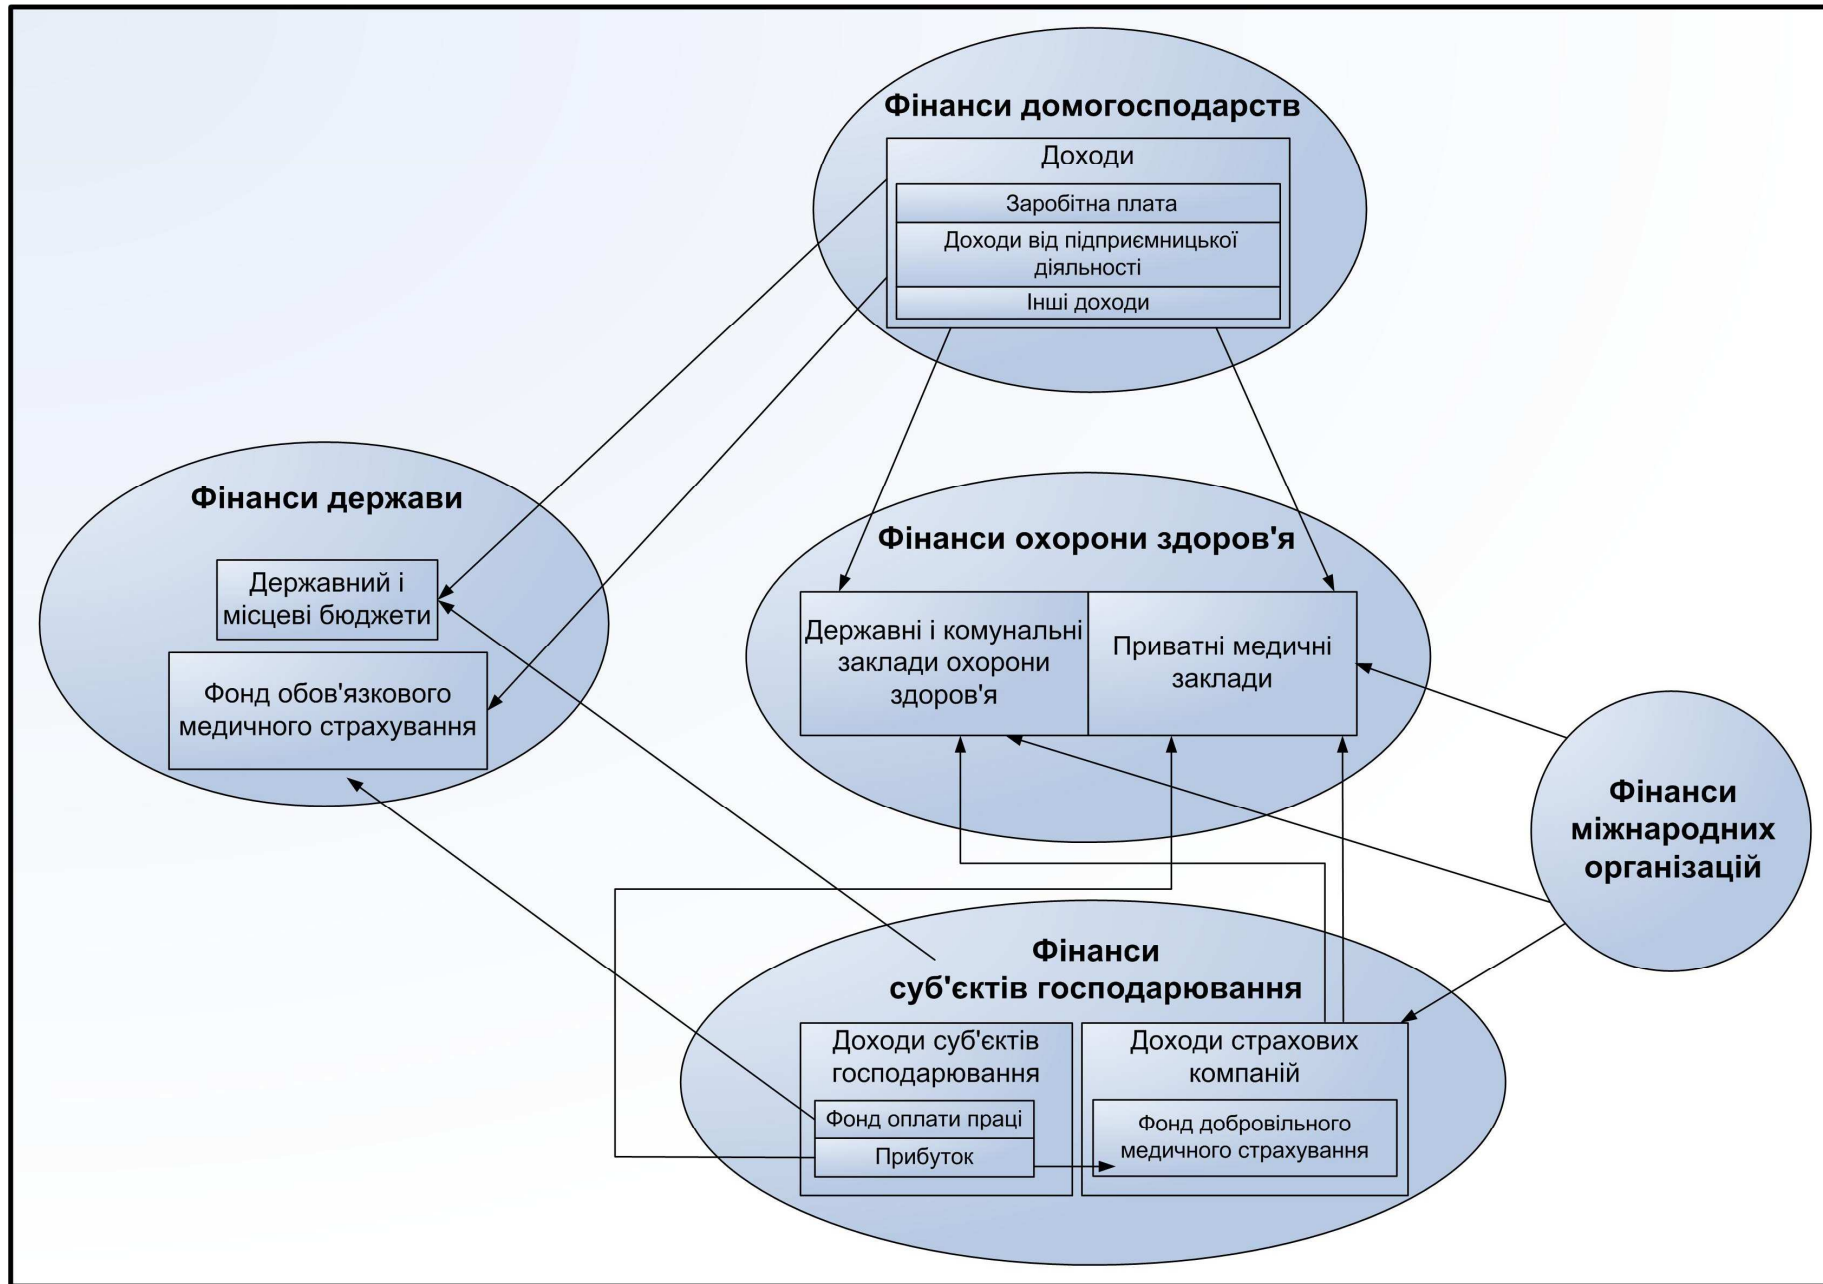 Фінанси домогосподарств
Доходи
Заробітна плата
Доходи від підприємницької
діяльності
Інші доходи
Фінанси держави
Державний і
місцеві бюджети
Фонд обов'язкового
медичного страхування
Фінанси охорони здоров'я
Державні і комунальні
заклади охорони
здоров'я
Приватні медичні
заклади
Фінанси
міжнародних
організацій
Фінанси
суб'єктів господарювання
Доходи суб'єктів
господарювання
Фонд оплати праці
Прибуток
Доходи страхових
компаній
Фонд добровільного
медичного страхування